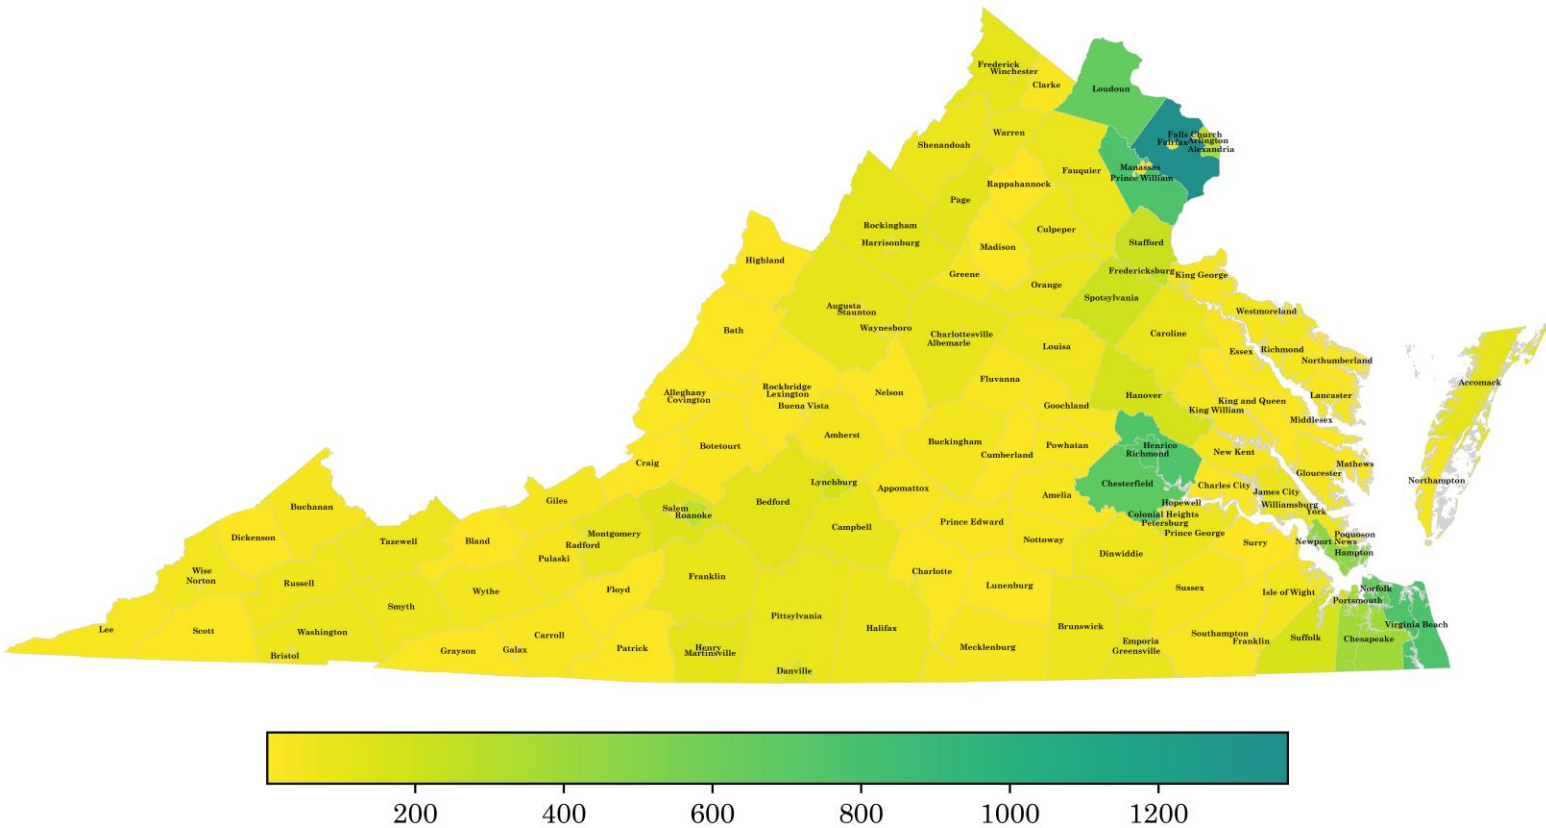 Frederick
Winchester
Clarke
Loudoun
Warren
Shenandoah
Falls Church
Fairfax
Arlington
Alexandria
Manassas
Prince William
Fauquier
Rappahannock
Page
Rockingham
Harrisonburg
Culpeper
Madison
Stafford
Highland
Greene
Fredericksburg
King George
Orange
Spotsylvania
Augusta
Staunton
Waynesboro
Westmoreland
Bath
Charlottesville
Albemarle
Caroline
Louisa
Essex
Richmond
Northumberland
Accomack
Fluvanna
Rockbridge
Lexington
Buena Vista
Nelson
Alleghany
Covington
Hanover
Lancaster
King and Queen
King William
Goochland
Middlesex
Amherst
Buckingham
Botetourt
Powhatan
Henrico
Richmond
Cumberland
New Kent
Craig
Mathews
Gloucester
Northampton
Lynchburg
Chesterfield
Charles City
Appomattox
James City
Amelia
Giles
Bedford
Hopewell
Williamsburg
Buchanan
Salem
Roanoke
York
Colonial Heights
Petersburg
Prince Edward
Campbell
Prince George
Montgomery
Poquoson
Dickenson
Nottoway
Tazewell
Bland
Newport News
Surry
Radford
Hampton
Dinwiddie
Pulaski
Wise
Norton
Charlotte
Franklin
Russell
Lunenburg
Sussex
Norfolk
Wythe
Floyd
Isle of Wight
Portsmouth
Smyth
Pittsylvania
Virginia Beach
Brunswick
Halifax
Lee
Scott
Washington
Carroll
Southampton
Franklin
Suffolk
Chesapeake
Emporia
Greensville
Mecklenburg
Patrick
Henry
Martinsville
Grayson
Galax
Bristol
Danville
200 400 600 800 1000 1200